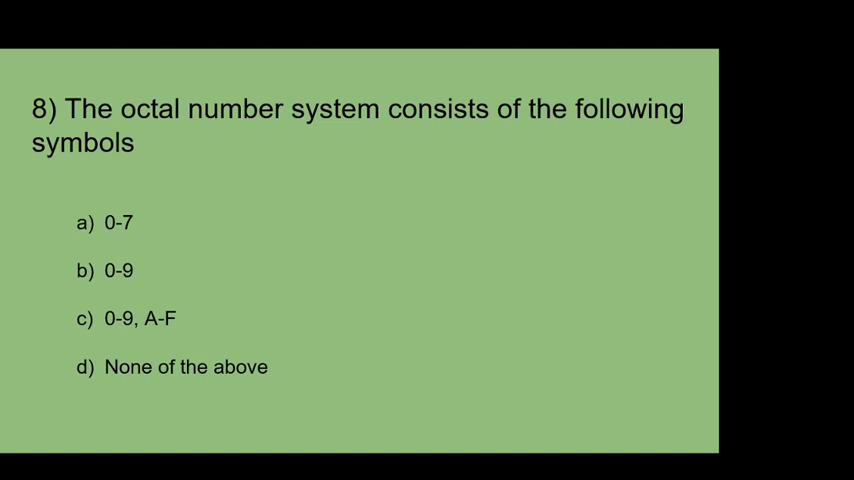 8) The octal number system consists of the following
symbols
a) 0-7
b) 0-9
c) 0-9, A-F
d) None of the above